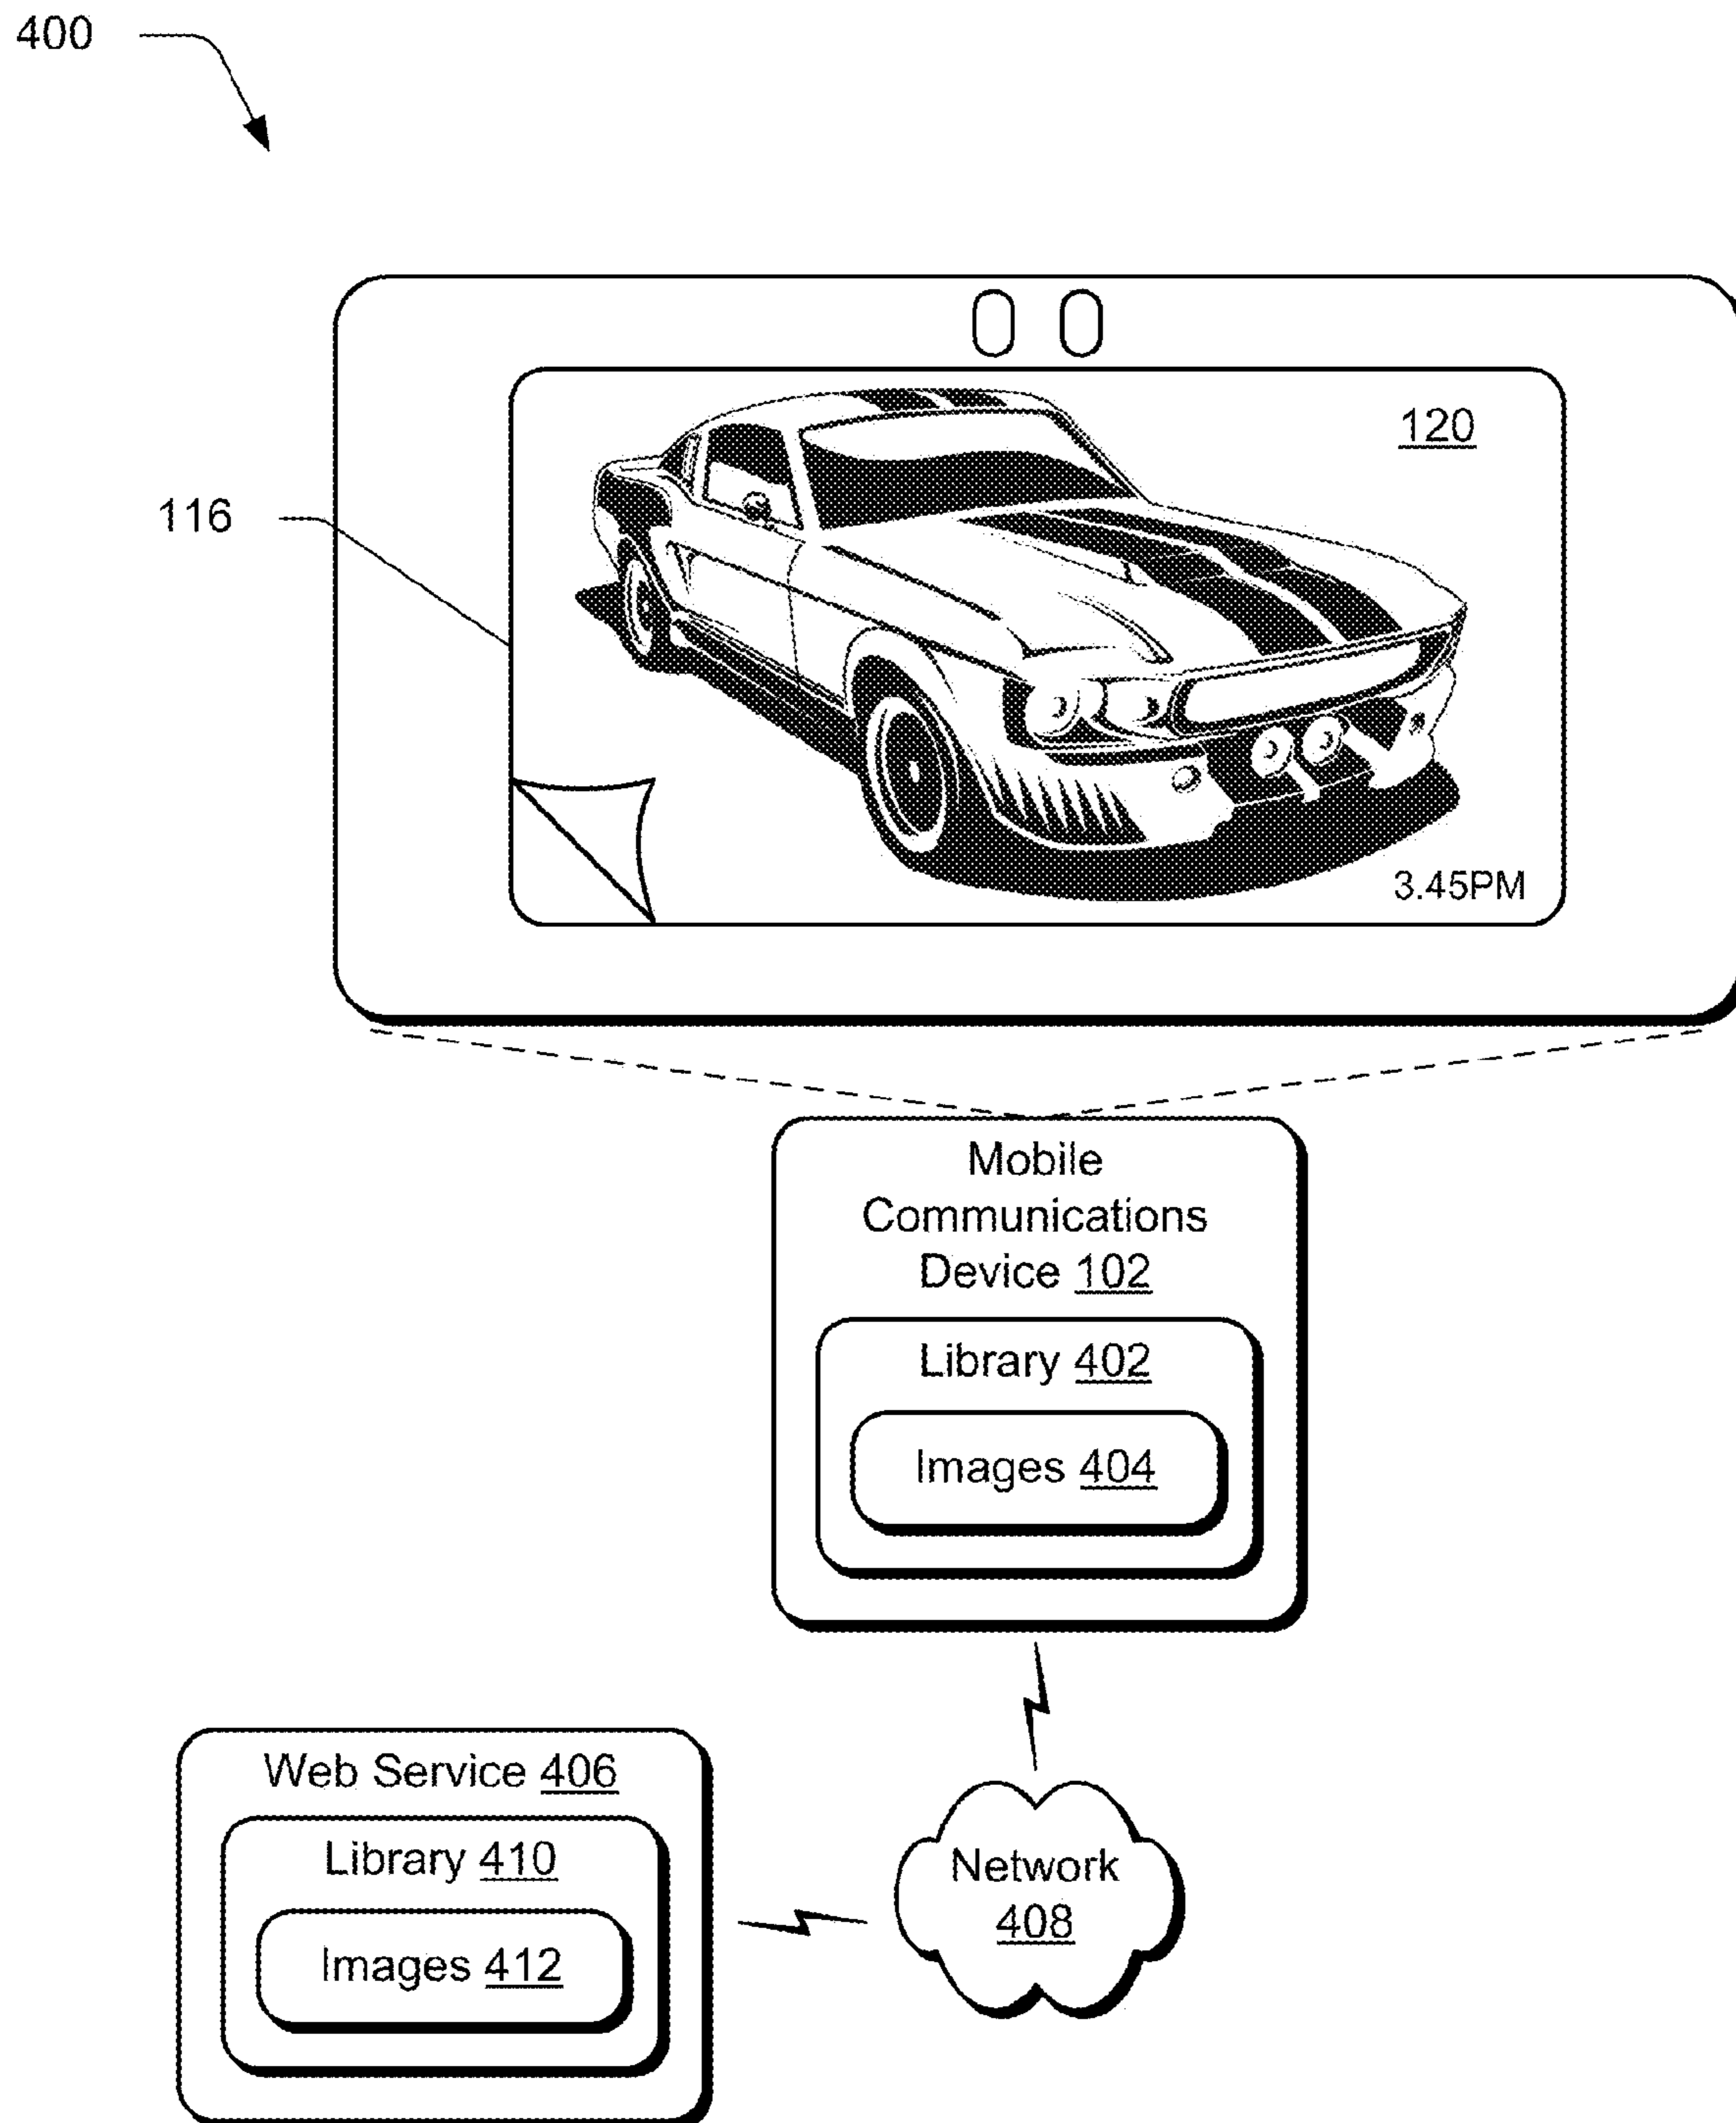 400
120
116
3.45PM
Mobile
Communications
Device 102
Library 402
Images 404
Web Service 406
Library 410
Images 412
Network
408